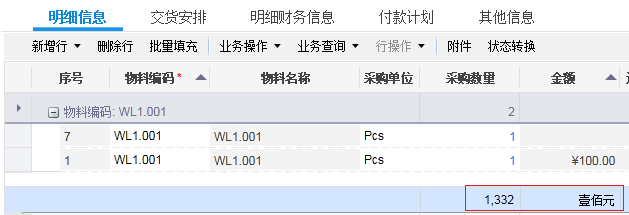 明细信息 交货安排 明细财务信息 付款计划 其他信息
新增行 删除行 批量填充 业务操作 业务查询 行操作 附件 状态转换
序号 物料编码* 物料名称 采购单位 采购数量 金额
物料编码: WL1.001 2
7 WL1.001 WL1.001 Pcs 1
1 WL1.001 WL1.001 Pcs 1 ¥100.00
1,332 壹佰元